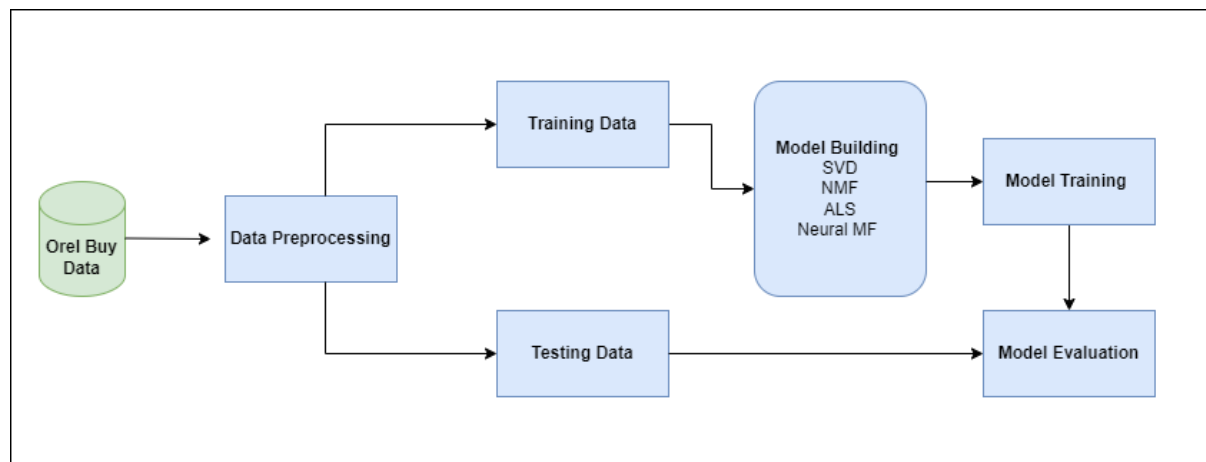 Orel Buy
Data
Data Preprocessing
Training Data
Testing Data
Model Building
SVD
NMF
ALS
Neural MF
Model Training
Model Evaluation